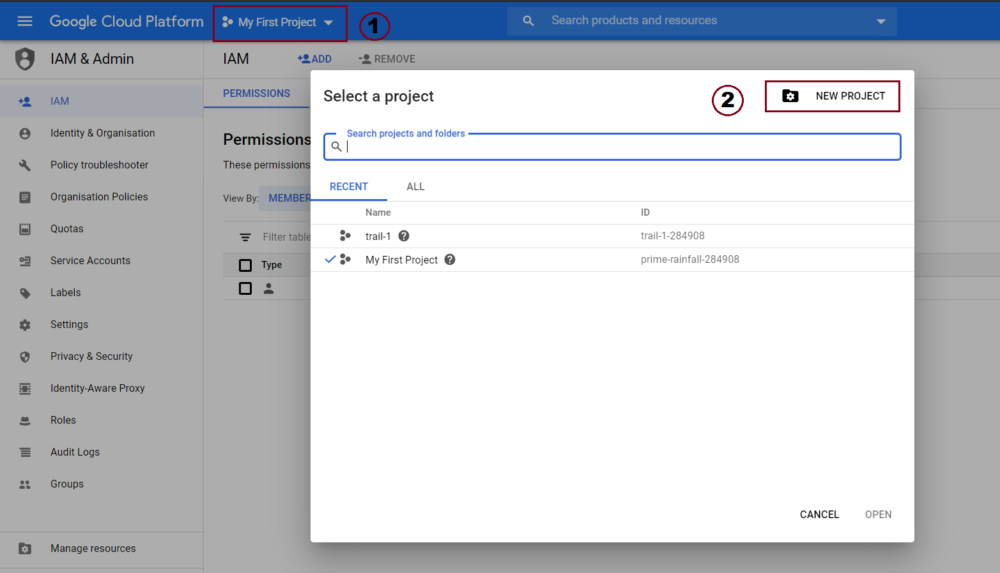 Google Cloud Platform
My First Project
1
Search products and resources
IAM & Admin
IAM
ADD
REMOVE
IAM
Identity & Organisation
Policy troubleshooter
Organisation Policies
Quotas
Service Accounts
Labels
Settings
Privacy & Security
Identity-Aware Proxy
Roles
Audit Logs
Groups
Manage resources
PERMISSIONS
Permissions
These permissions
View By: MEMBER
Filter table
Type
Select a project
2
NEW PROJECT
Search projects and folders
RECENT ALL
Name ID
trail-1 trail-1-284908
My First Project prime-rainfall-284908
CANCEL OPEN